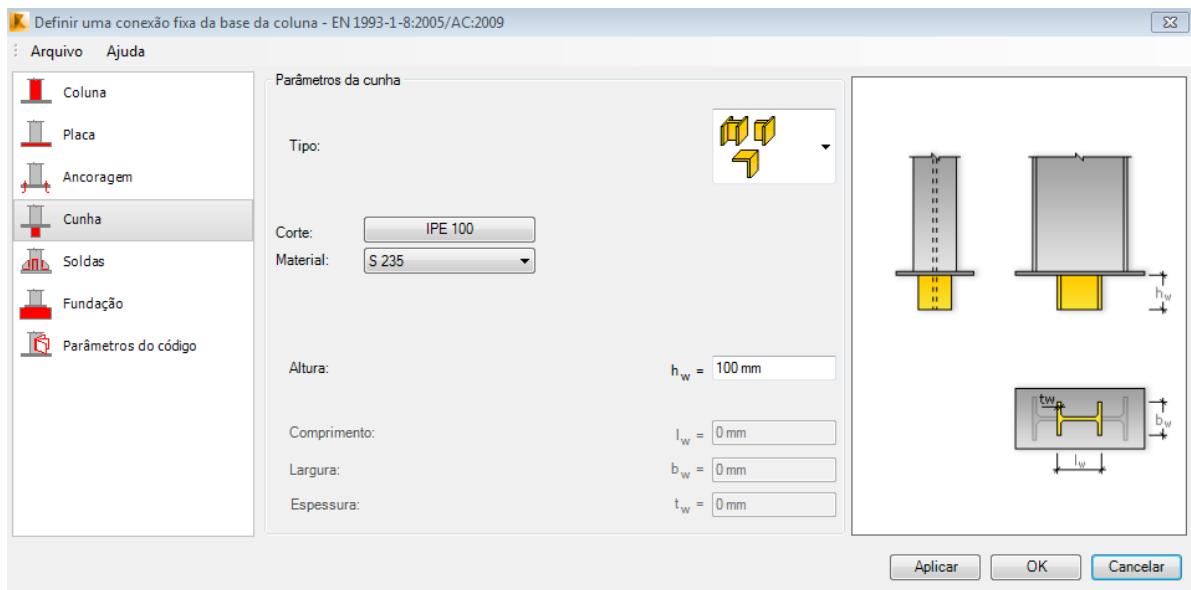 Definir uma conexão fixa da base da coluna - EN 1993-1-8:2005/AC:2009
Arquivo Ajuda
Coluna
Placa
Ancoragem
Cunha
Soldas
Fundação
Parâmetros do código
Parâmetros da cunha
Tipo:
Corte: IPE 100
Material: S 235
Altura: hw = 100 mm
Comprimento: lw = 0 mm
Largura: bw = 0 mm
Espessura: tw = 0 mm
hw
tw
bw
lw
Aplicar OK Cancelar